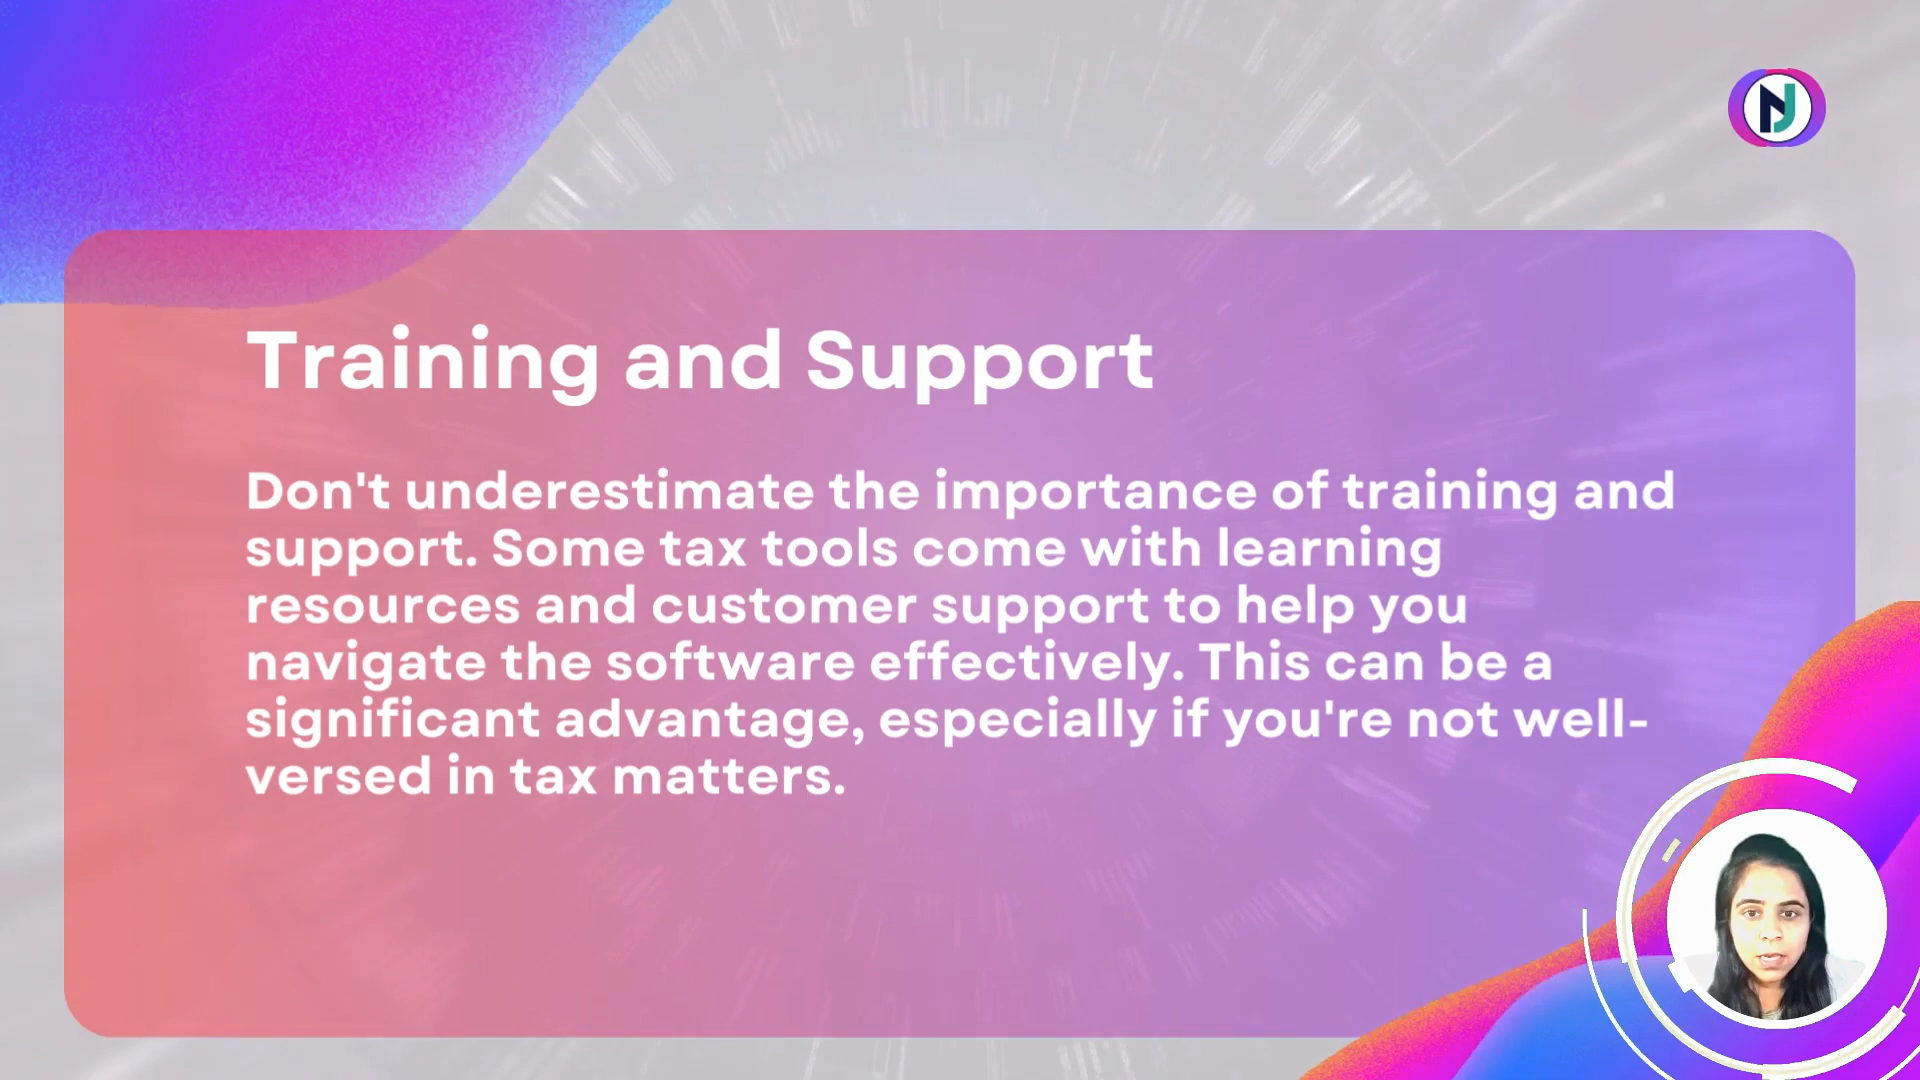 NJ
Training and Support
Don't underestimate the importance of training and
support. Some tax tools come with learning
resources and customer support to help you
navigate the software effectively. This can be a
significant advantage, especially if you're not well-
versed in tax matters.